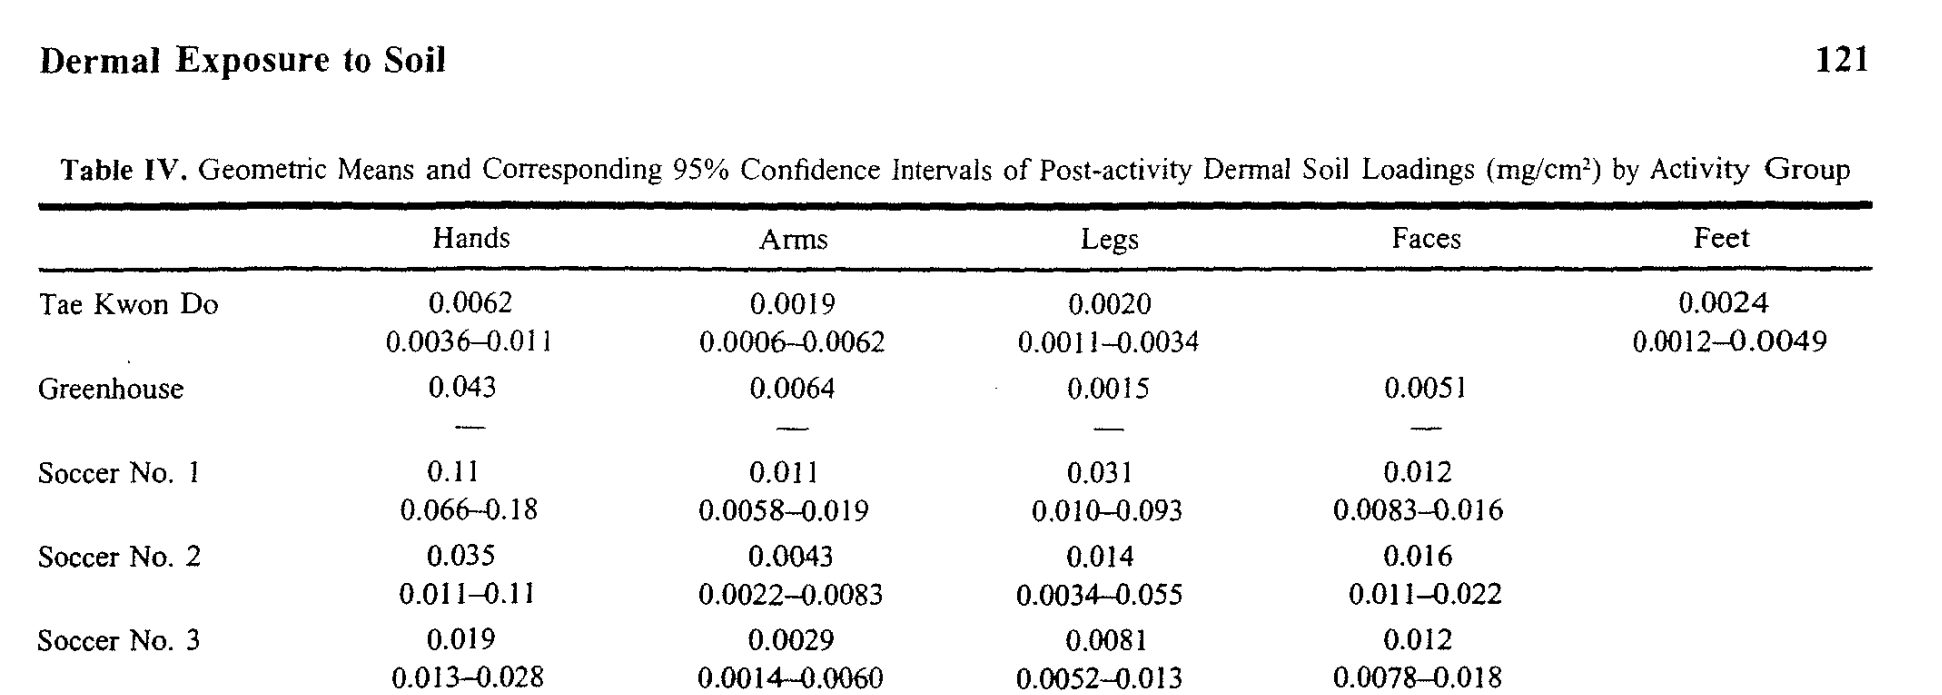 Dermal Exposure to Soil 121
Table IV. Geometric Means and Corresponding 95% Confidence Intervals of Post-activity Dermal Soil Loadings (mg/cm²) by Activity Group
Hands Arms Legs Faces Feet
Tae Kwon Do 0.0062 0.0019 0.0020 0.0024
0.0036–0.011 0.0006–0.0062 0.0011–0.0034 0.0012–0.0049
Greenhouse 0.043 0.0064 0.0015 0.0051
— — — —
Soccer No. 1 0.11 0.011 0.031 0.012
0.066–0.18 0.0058–0.019 0.010–0.093 0.0083–0.016
Soccer No. 2 0.035 0.0043 0.014 0.016
0.011–0.11 0.0022–0.0083 0.0034–0.055 0.011–0.022
Soccer No. 3 0.019 0.0029 0.0081 0.012
0.013–0.028 0.0014–0.0060 0.0052–0.013 0.0078–0.018